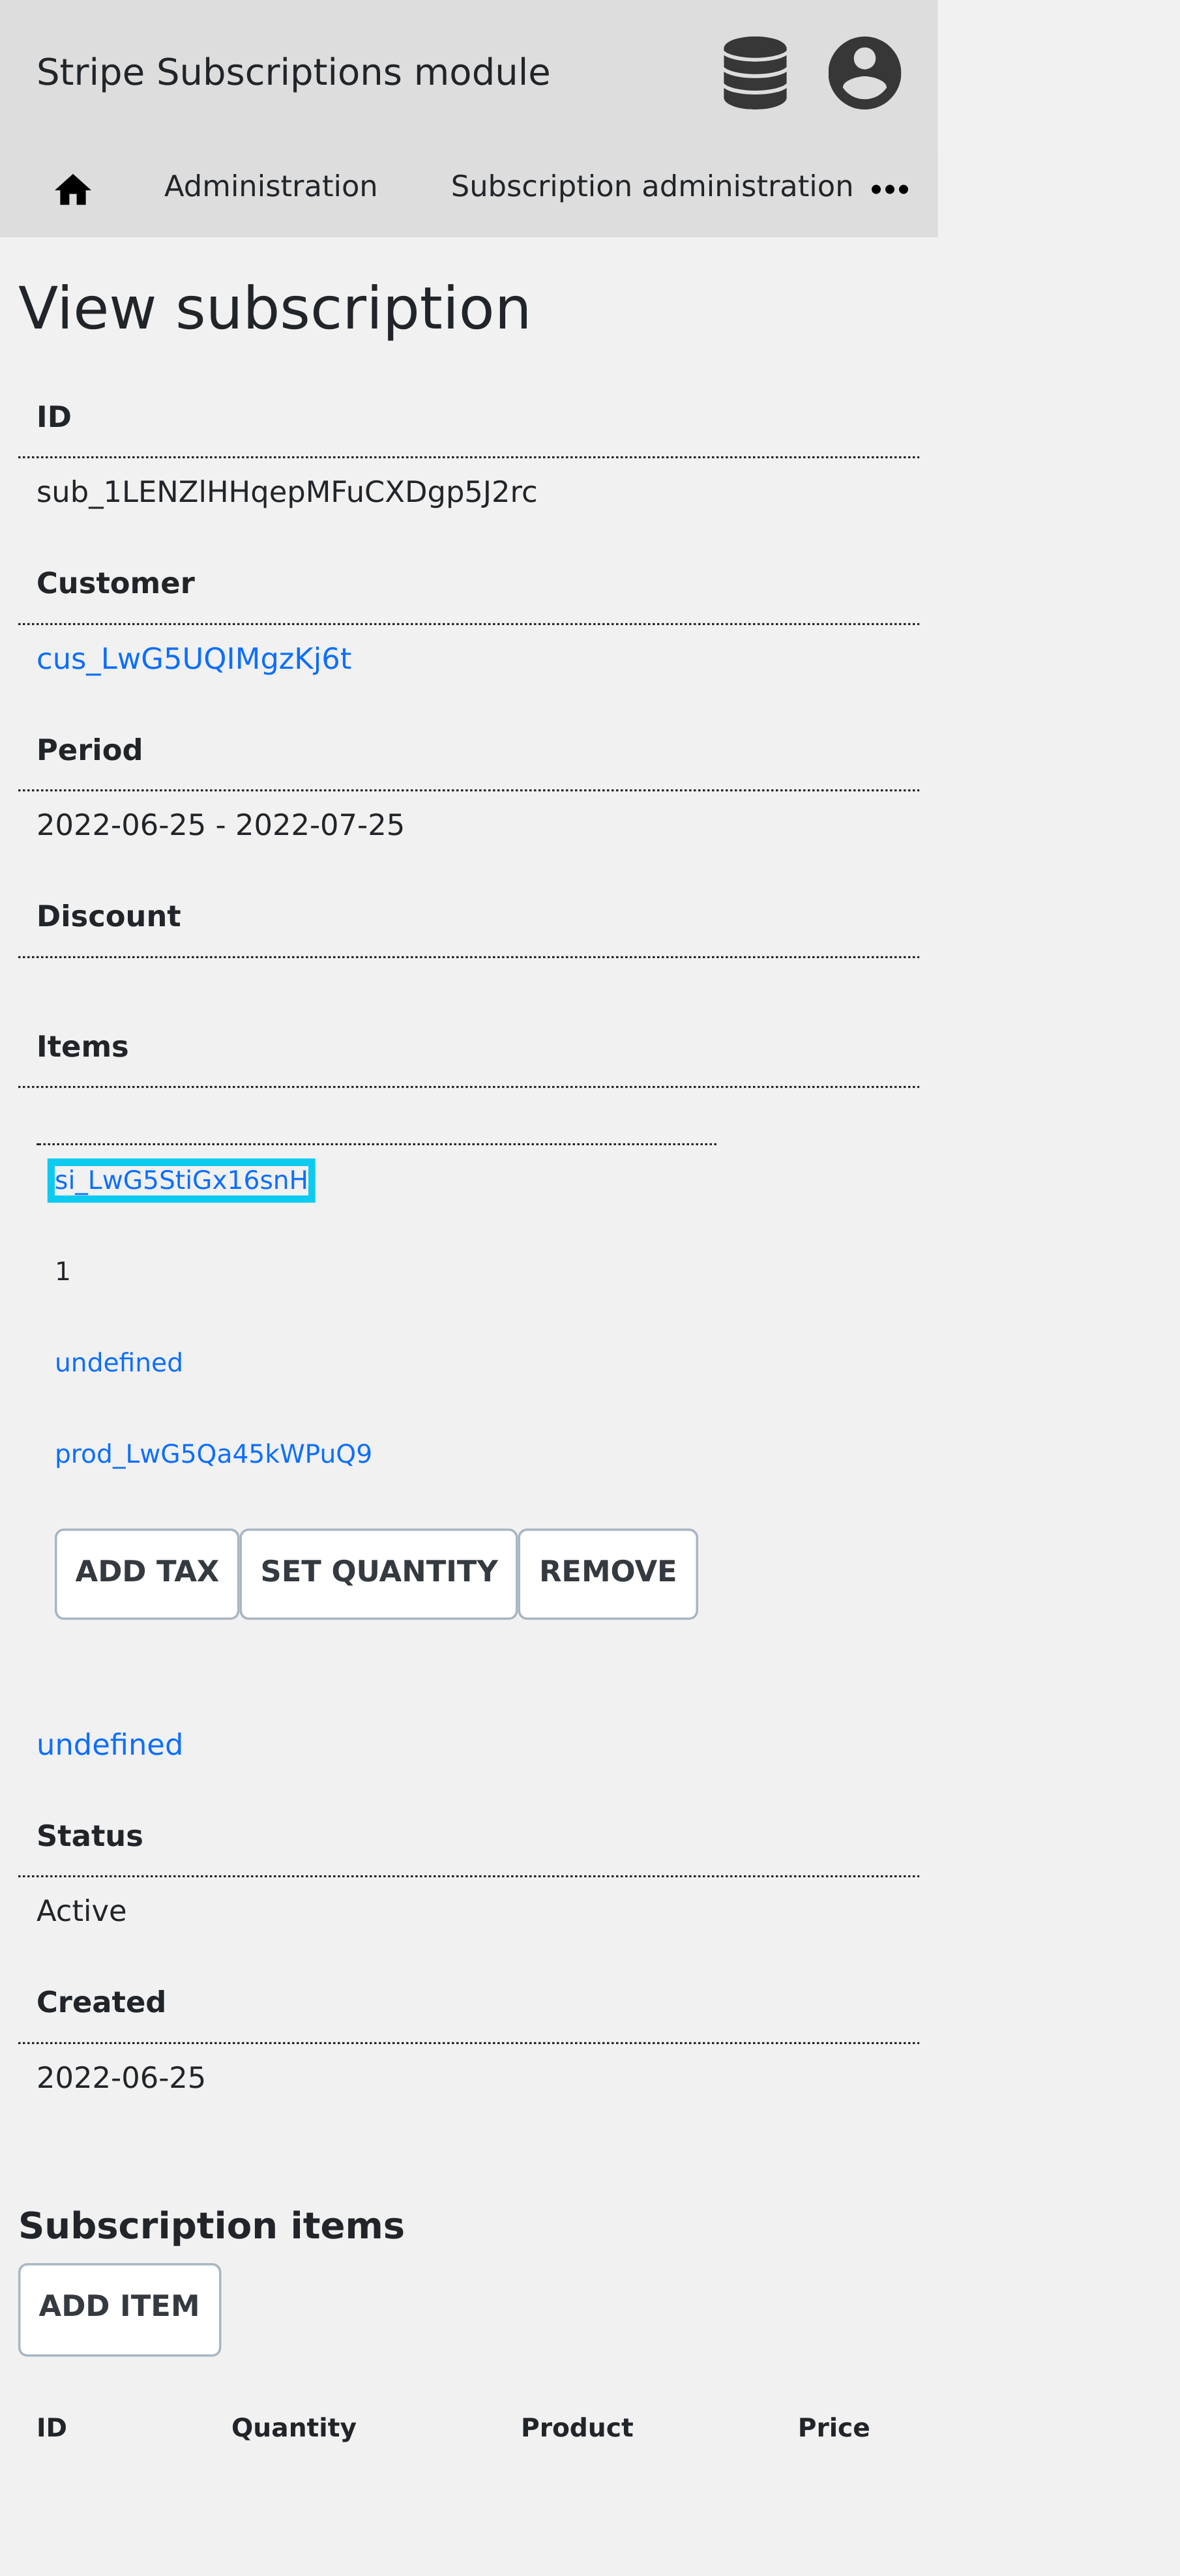 Stripe Subscriptions module
Administration Subscription administration
View subscription
ID
sub_1LENZlHHqepMFuCXDgp5J2rc
Customer
cus_LwG5UQIMgzKj6t
Period
2022-06-25 - 2022-07-25
Discount
Items
si_LwG5StiGx16snH
1
undefined
prod_LwG5Qa45kWPuQ9
ADD TAX SET QUANTITY REMOVE
undefined
Status
Active
Created
2022-06-25
Subscription items
ADD ITEM
ID Quantity Product Price